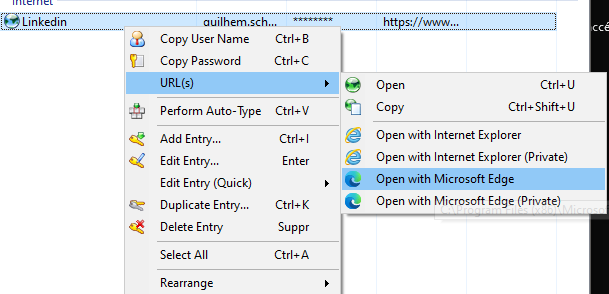 Internet
Linkedin guilhem.sch... ******** https://www...
Copy User Name Ctrl+B
Copy Password Ctrl+C
URL(s)
Perform Auto-Type Ctrl+V
Add Entry... Ctrl+I
Edit Entry... Enter
Edit Entry (Quick)
Duplicate Entry... Ctrl+K
Delete Entry Suppr
Select All Ctrl+A
Rearrange
Open Ctrl+U
Copy Ctrl+Shift+U
Open with Internet Explorer
Open with Internet Explorer (Private)
Open with Microsoft Edge
Open with Microsoft Edge (Private)
C:\Program Files (x86)\Microsof
accé